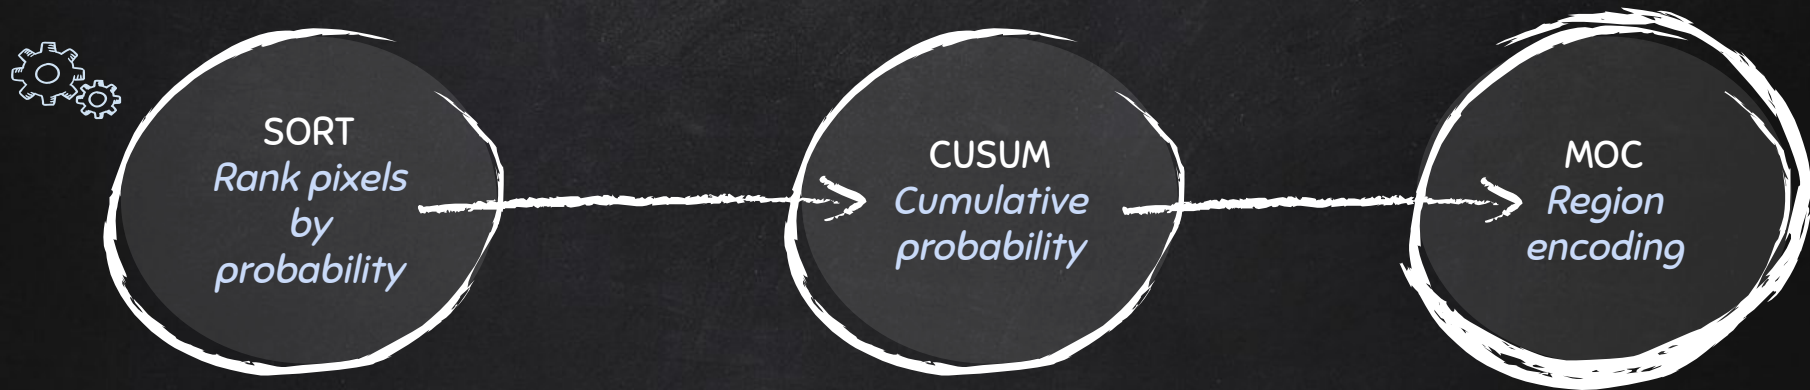 SORT
Rank pixels
by
probability
CUSUM
Cumulative
probability
MOC
Region
encoding